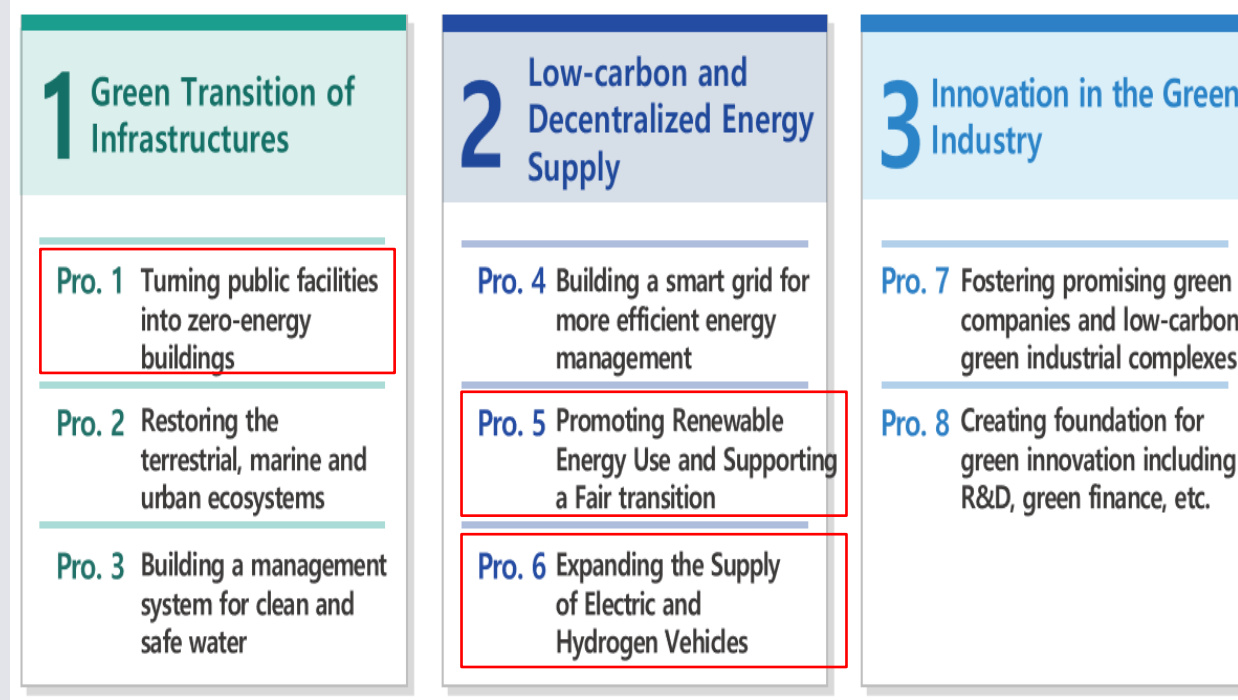 1 Green Transition of
Infrastructures
Pro. 1 Turning public facilities
into zero-energy
buildings
Pro. 2 Restoring the
terrestrial, marine and
urban ecosystems
Pro. 3 Building a management
system for clean and
safe water
2 Low-carbon and
Decentralized Energy
Supply
Pro. 4 Building a smart grid for
more efficient energy
management
Pro. 5 Promoting Renewable
Energy Use and Supporting
a Fair transition
Pro. 6 Expanding the Supply
of Electric and
Hydrogen Vehicles
3 Innovation in the Green
Industry
Pro. 7 Fostering promising green
companies and low-carbon
green industrial complexes
Pro. 8 Creating foundation for
green innovation including
R&D, green finance, etc.